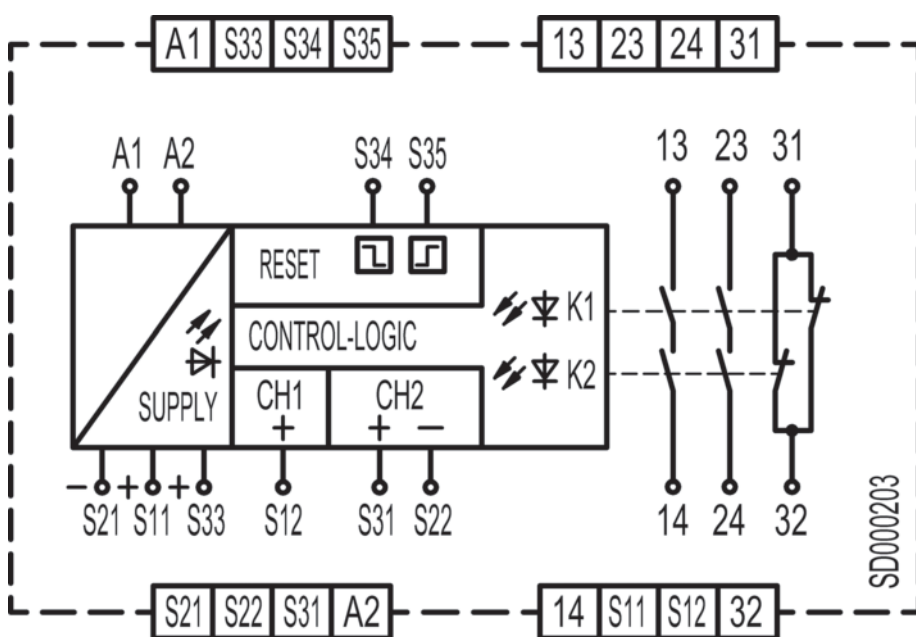 A1 S33 S34 S35 13 23 24 31
A1 A2 S34 S35 13 23 31
RESET
K1
CONTROL-LOGIC
K2
SUPPLY CH1 CH2
+ + −
− + +
S21 S11 S33 S12 S31 S22 14 24 32
SD000203
S21 S22 S31 A2 14 S11 S12 32